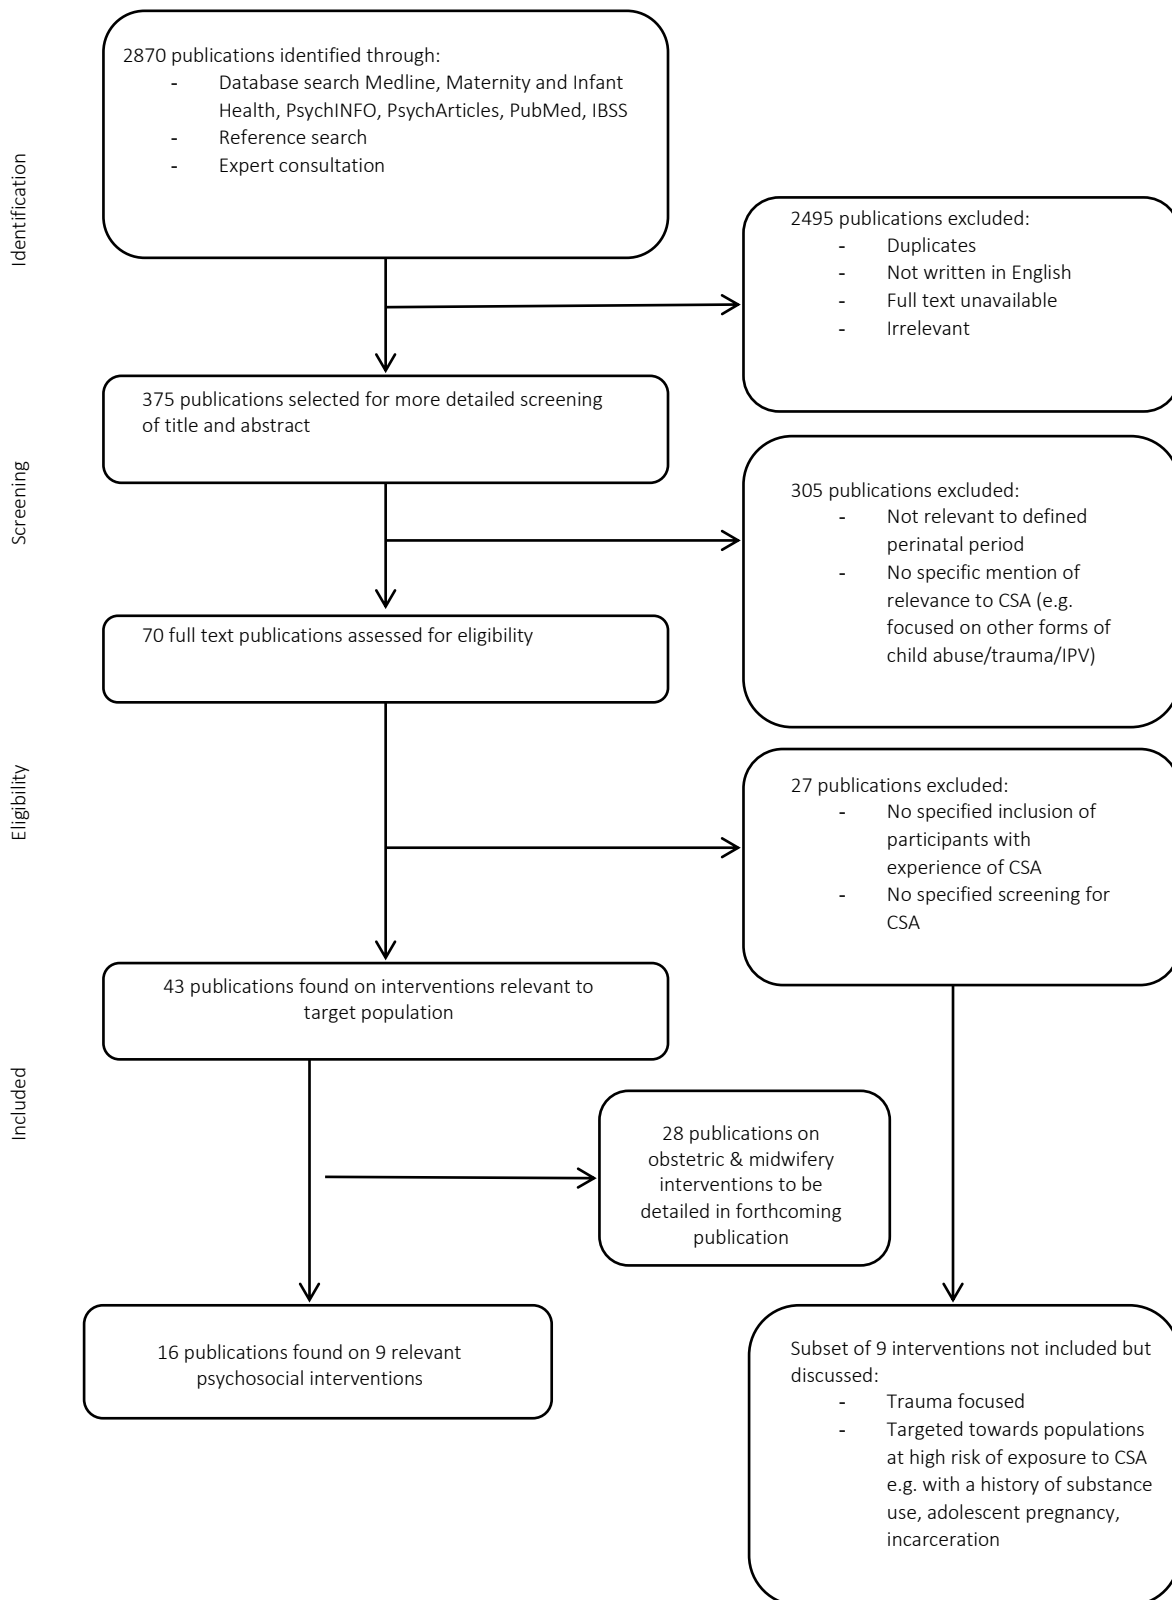 2870 publications identified through:
- Database search Medline, Maternity and Infant
Health, PsychINFO, PsychArticles, PubMed, IBSS
- Reference search
- Expert consultation
Identification
2495 publications excluded:
- Duplicates
- Not written in English
- Full text unavailable
- Irrelevant
375 publications selected for more detailed screening
of title and abstract
Screening
305 publications excluded:
- Not relevant to defined
perinatal period
- No specific mention of
relevance to CSA (e.g.
focused on other forms of
child abuse/trauma/IPV)
70 full text publications assessed for eligibility
Eligibility
27 publications excluded:
- No specified inclusion of
participants with
experience of CSA
- No specified screening for
CSA
43 publications found on interventions relevant to
target population
Included
28 publications on
obstetric & midwifery
interventions to be
detailed in forthcoming
publication
16 publications found on 9 relevant
psychosocial interventions
Subset of 9 interventions not included but
discussed:
- Trauma focused
- Targeted towards populations
at high risk of exposure to CSA
e.g. with a history of substance
use, adolescent pregnancy,
incarceration